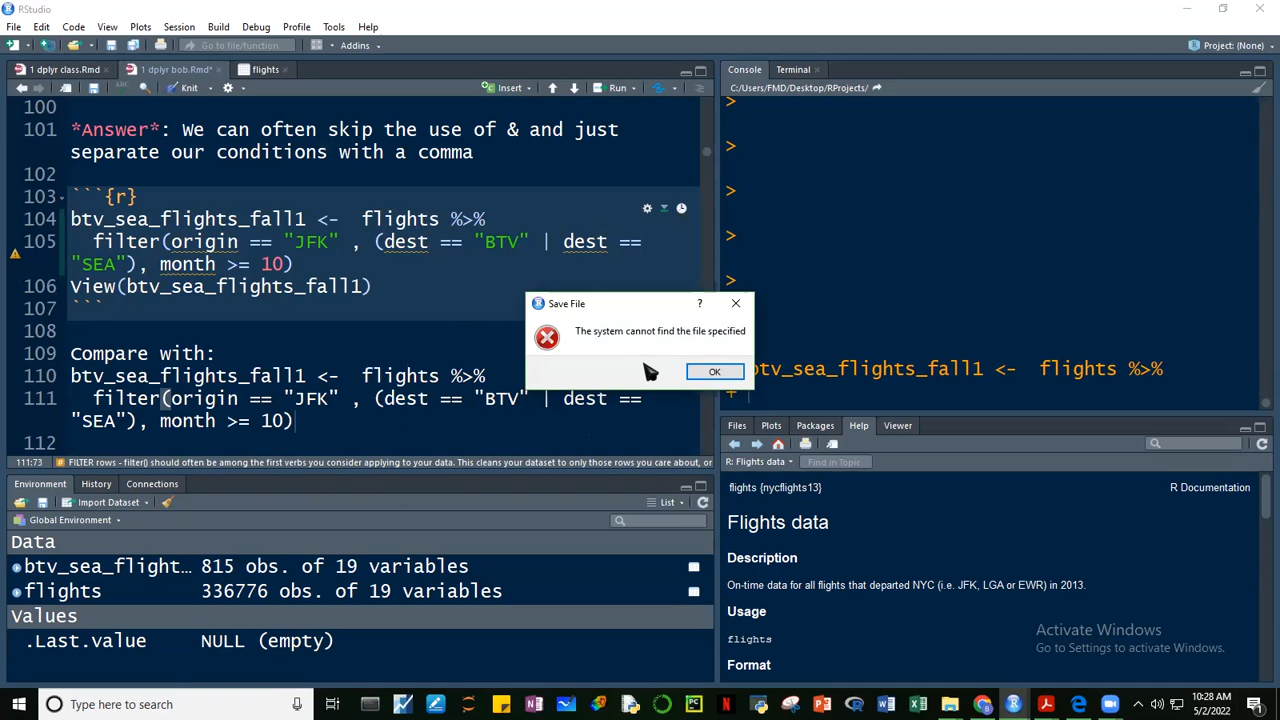 RStudio
File Edit Code View Plots Session Build Debug Profile Tools Help
Go to file/function
Addins
Project: (None)
1 dplyr class.Rmd
1 dplyr bob.Rmd*
flights
Knit
Insert
Run
100
101 *Answer*: We can often skip the use of & and just
separate our conditions with a comma
102
103 ```{r}
104 btv_sea_flights_fall1 <-  flights %>%
105   filter(origin == "JFK" , (dest == "BTV" | dest ==
"SEA"), month >= 10)
106 View(btv_sea_flights_fall1)
107 ```
108
109 Compare with:
110 btv_sea_flights_fall1 <-  flights %>%
111   filter(origin == "JFK" , (dest == "BTV" | dest ==
"SEA"), month >= 10)
112
111:73
FILTER rows - filter() should often be among the first verbs you consider applying to your data. This cleans your dataset to only those rows you care about, or,
Save File
?
The system cannot find the file specified
OK
Environment History Connections
Import Dataset
List
Global Environment
Data
btv_sea_flight… 815 obs. of 19 variables
flights 336776 obs. of 19 variables
Values
.Last.value NULL (empty)
Console Terminal
C:/Users/FMD/Desktop/RProjects/
>
>
>
>
>
btv_sea_flights_fall1 <-  flights %>%
+
Files Plots Packages Help Viewer
R: Flights data
Find in Topic
flights {nycflights13}
R Documentation
Flights data
Description
On-time data for all flights that departed NYC (i.e. JFK, LGA or EWR) in 2013.
Usage
flights
Format
Activate Windows
Go to Settings to activate Windows.
Type here to search
10:28 AM
5/2/2022